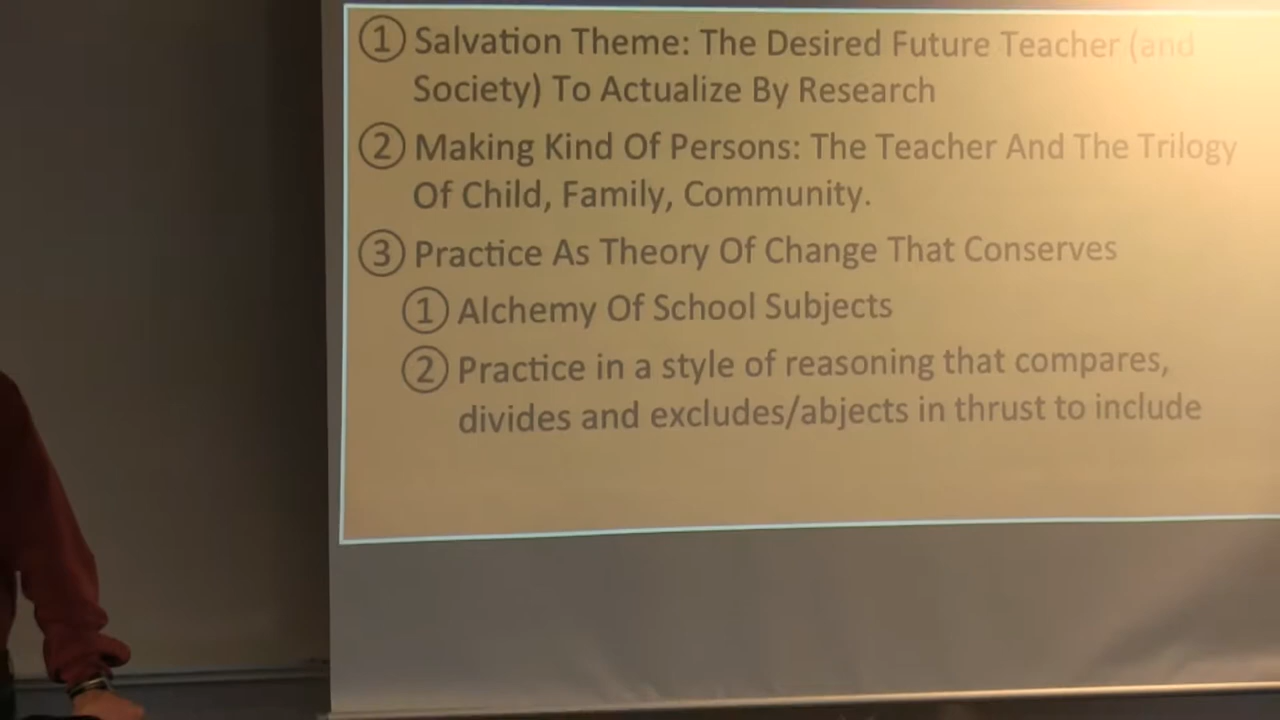 ① Salvation Theme: The Desired Future Teacher (and
Society) To Actualize By Research
② Making Kind Of Persons: The Teacher And The Trilogy
Of Child, Family, Community.
③ Practice As Theory Of Change That Conserves
① Alchemy Of School Subjects
② Practice in a style of reasoning that compares,
divides and excludes/abjects in thrust to include